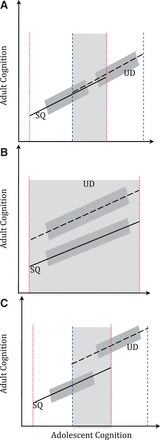 A
Adult Cognition
SQ
UD
B
Adult Cognition
UD
SQ
C
Adult Cognition
SQ
UD
Adolescent Cognition